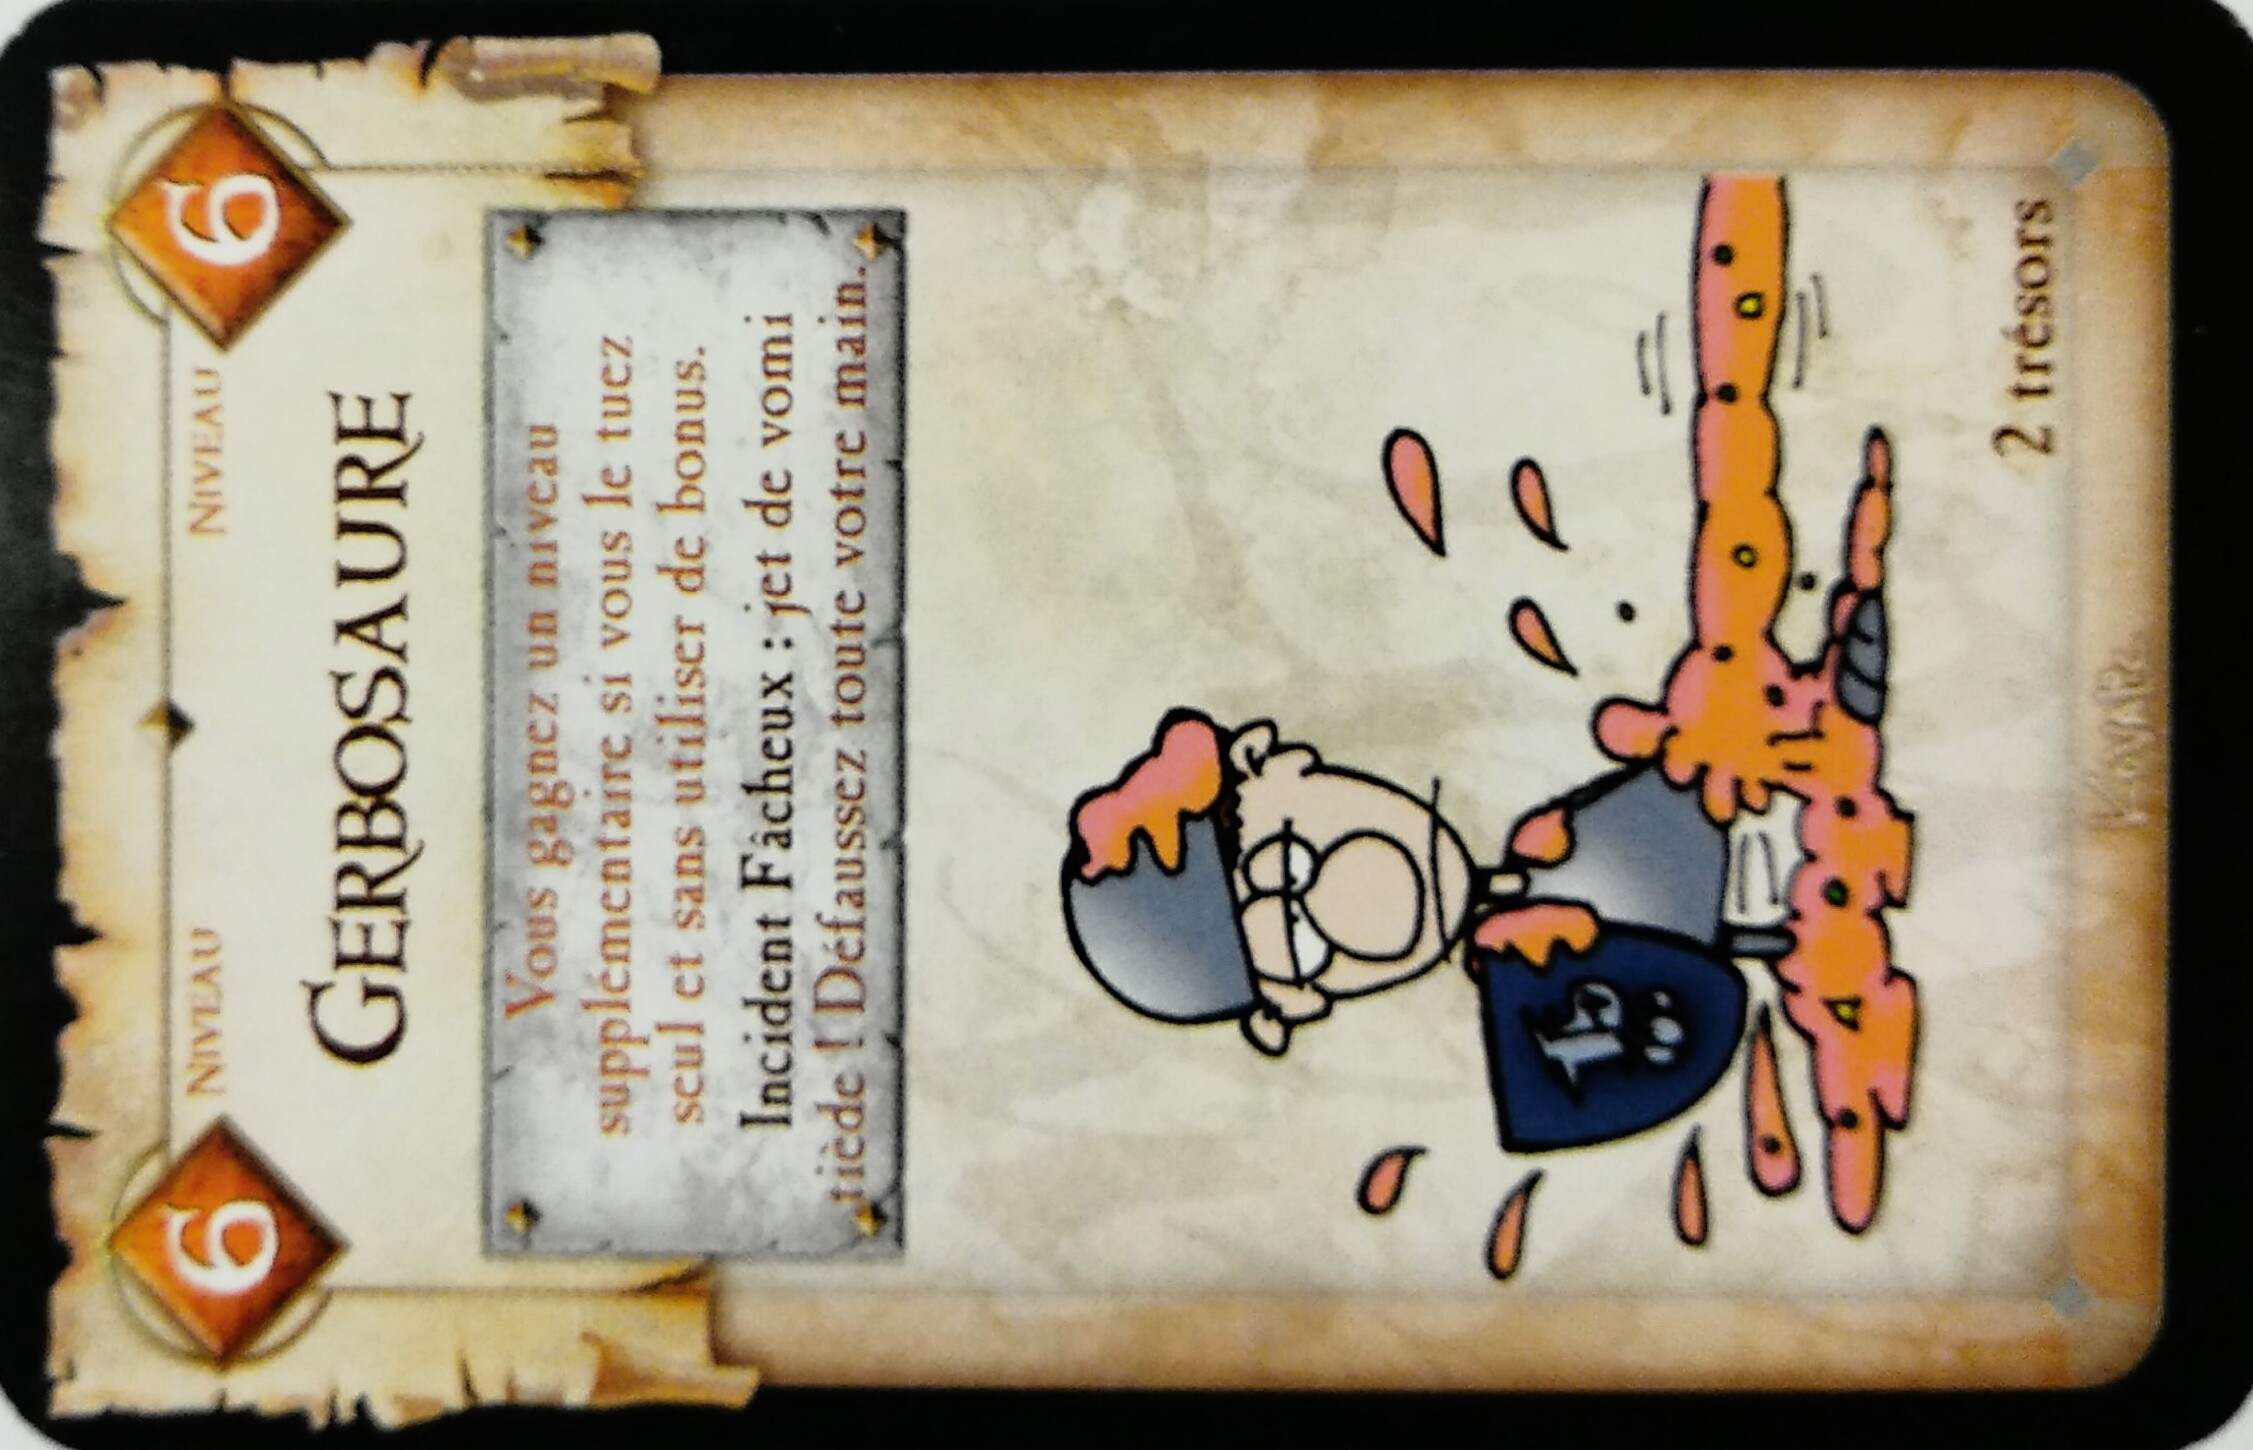 6 NIVEAU NIVEAU 6
GERBOSAURE
Vous gagnez un niveau
supplémentaire si vous le tuez
seul et sans utiliser de bonus.
Incident Fâcheux : jet de vomi
tiède ! Défaussez toute votre main.
2 trésors
KOVALIC